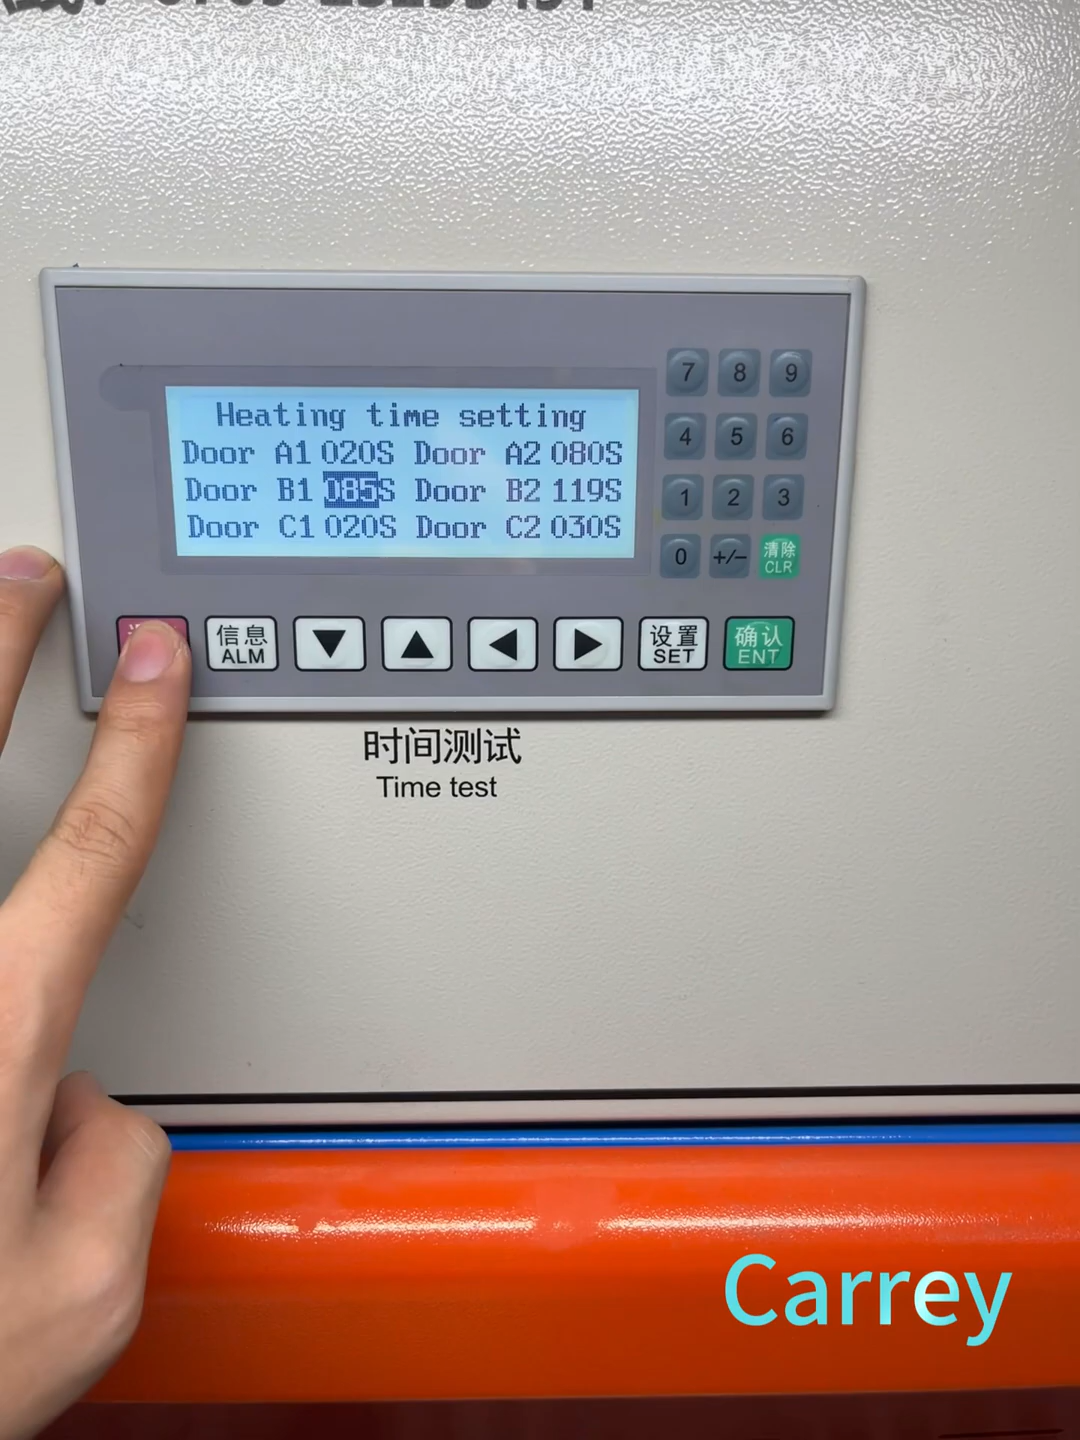 Heating time setting
Door A1 020S Door A2 080S
Door B1 085S Door B2 119S
Door C1 020S Door C2 030S
7 8 9
4 5 6
1 2 3
0 +/- 清除
CLR
信息
ALM
▼ ▲ ◀ ▶
设置
SET
确认
ENT
时间测试
Time test
Carrey